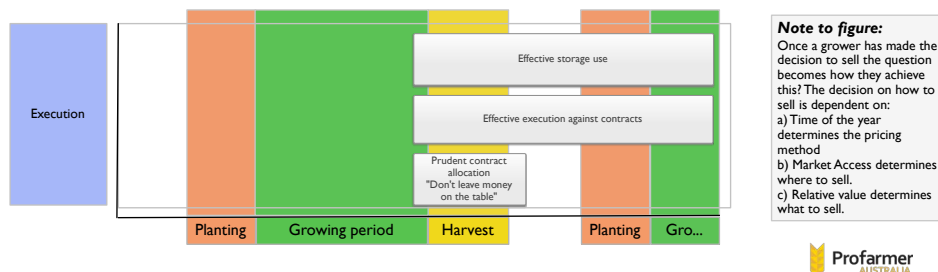 Execution
Effective storage use
Effective execution against contracts
Prudent contract
allocation
"Don't leave money
on the table"
Planting
Growing period
Harvest
Planting
Gro...
Note to figure:
Once a grower has made the
decision to sell the question
becomes how they achieve
this? The decision on how to
sell is dependent on:
a) Time of the year
determines the pricing
method
b) Market Access determines
where to sell.
c) Relative value determines
what to sell.
Profarmer
AUSTRALIA